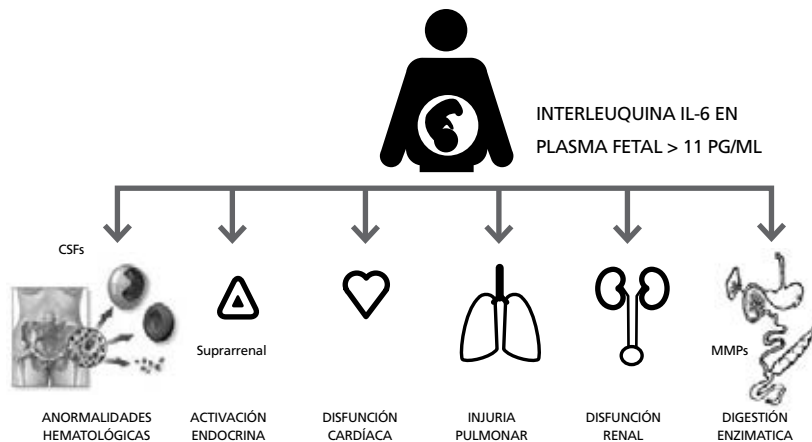 INTERLEUQUINA IL-6 EN
PLASMA FETAL > 11 PG/ML
CSFs
Suprarrenal
MMPs
ANORMALIDADES
HEMATOLÓGICAS
ACTIVACIÓN
ENDOCRINA
DISFUNCIÓN
CARDÍACA
INJURIA
PULMONAR
DISFUNCIÓN
RENAL
DIGESTIÓN
ENZIMATICA